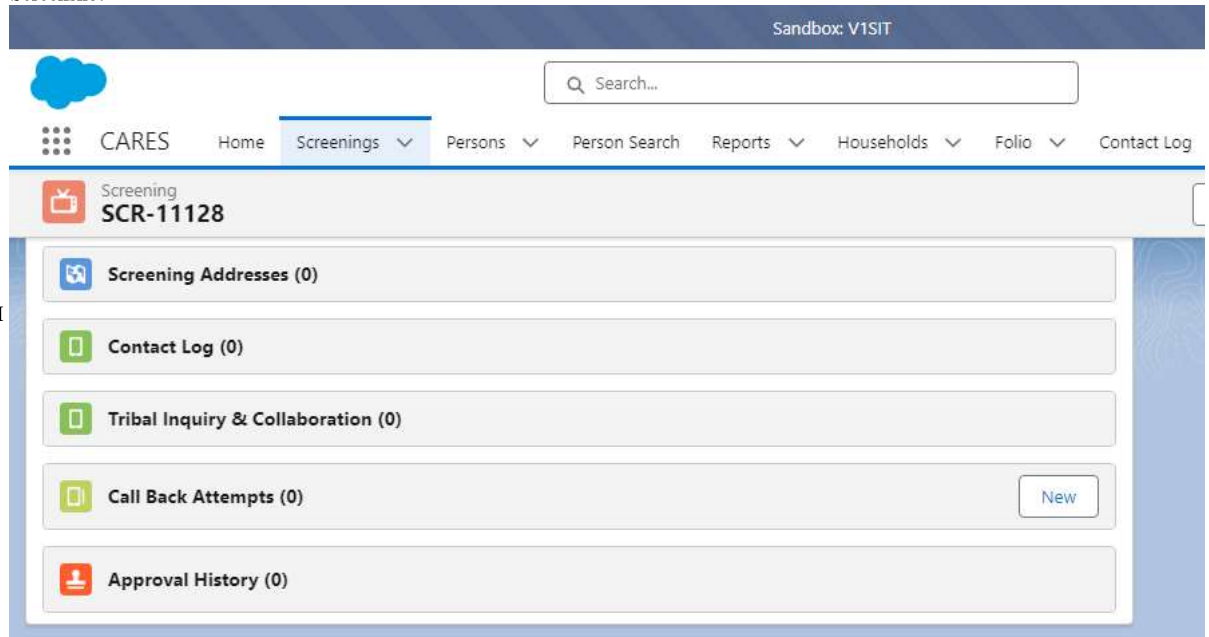 Sandbox: V1SIT
Search...
CARES Home Screenings Persons Person Search Reports Households Folio Contact Log
Screening
SCR-11128
Screening Addresses (0)
Contact Log (0)
Tribal Inquiry & Collaboration (0)
Call Back Attempts (0) New
Approval History (0)